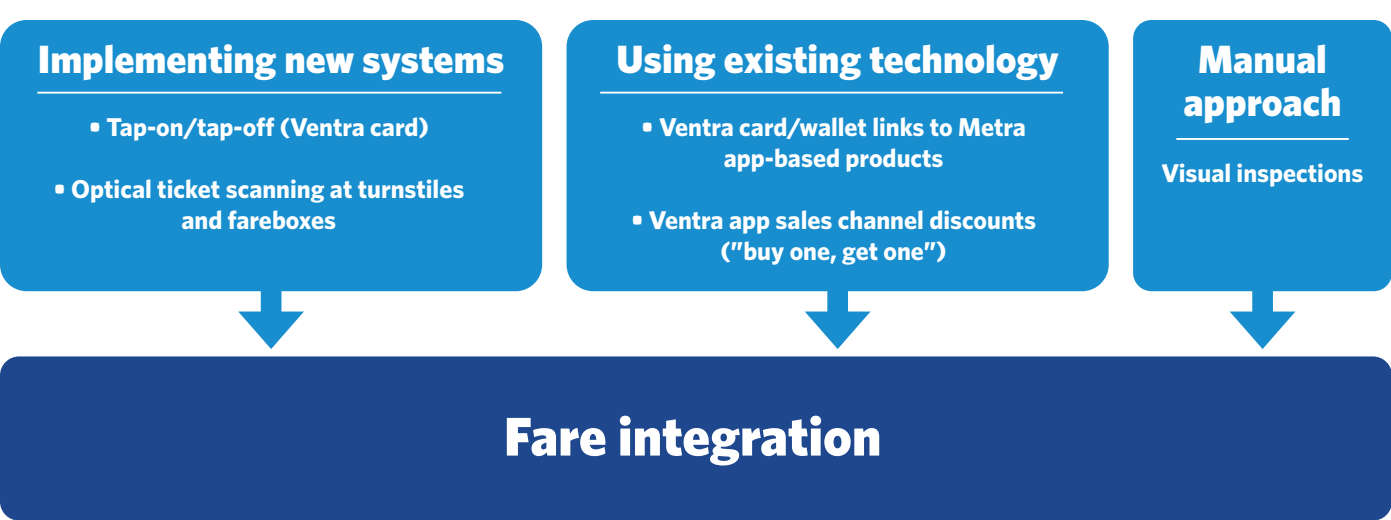 Implementing new systems
▪ Tap-on/tap-off (Ventra card)
▪ Optical ticket scanning at turnstiles
and fareboxes
Using existing technology
▪ Ventra card/wallet links to Metra
app-based products
▪ Ventra app sales channel discounts
("buy one, get one")
Manual
approach
Visual inspections
Fare integration